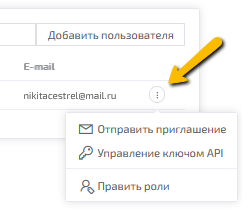 Добавить пользователя
E-mail
nikitacestrel@mail.ru
Отправить приглашение
Управление ключом API
Править роли